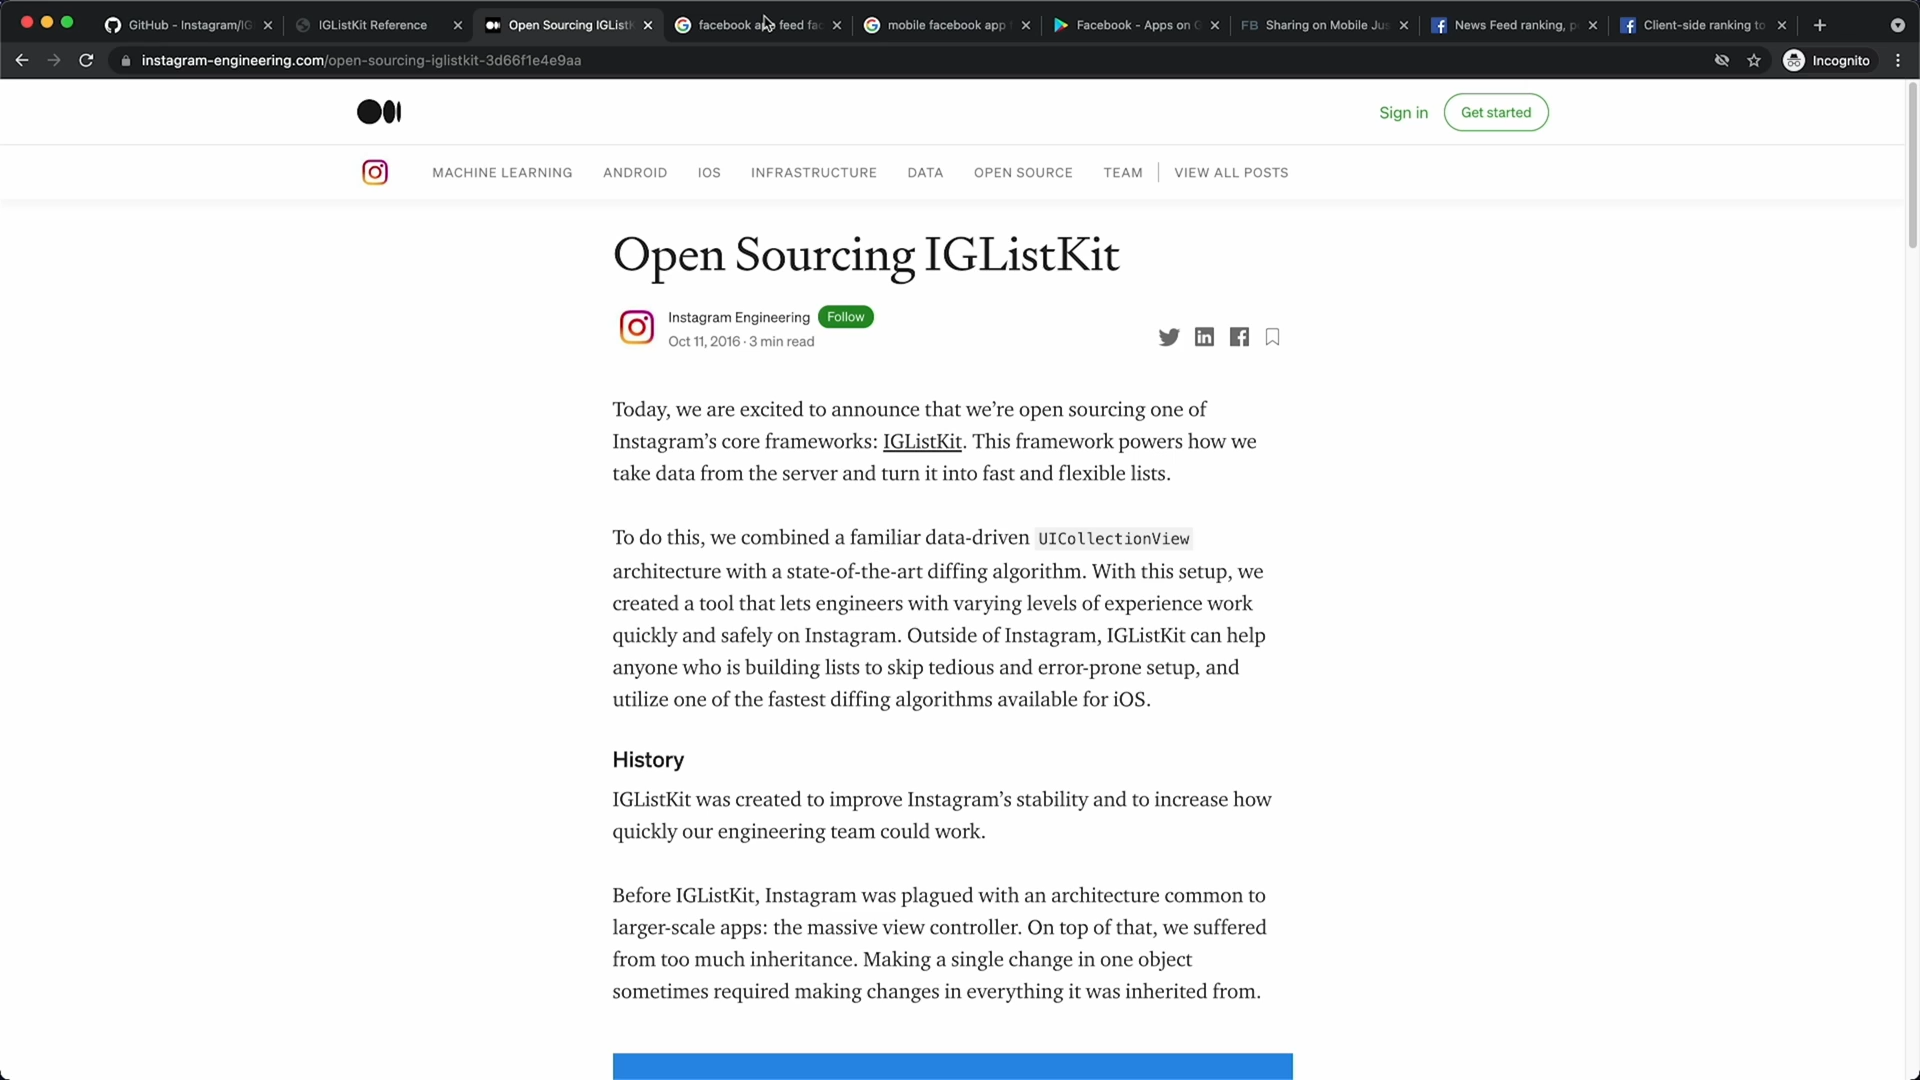 GitHub - Instagram/IG
IGListKit Reference
Open Sourcing IGListK
facebook app feed fac
mobile facebook app
Facebook - Apps on G
FB Sharing on Mobile Jus
News Feed ranking, p
Client-side ranking to
instagram-engineering.com/open-sourcing-iglistkit-3d66f1e4e9aa
Incognito
Sign in
Get started
MACHINE LEARNING
ANDROID
IOS
INFRASTRUCTURE
DATA
OPEN SOURCE
TEAM
VIEW ALL POSTS
Open Sourcing IGListKit
Instagram Engineering
Follow
Oct 11, 2016 · 3 min read
Today, we are excited to announce that we’re open sourcing one of
Instagram’s core frameworks: IGListKit. This framework powers how we
take data from the server and turn it into fast and flexible lists.
To do this, we combined a familiar data-driven UICollectionView
architecture with a state-of-the-art diffing algorithm. With this setup, we
created a tool that lets engineers with varying levels of experience work
quickly and safely on Instagram. Outside of Instagram, IGListKit can help
anyone who is building lists to skip tedious and error-prone setup, and
utilize one of the fastest diffing algorithms available for iOS.
History
IGListKit was created to improve Instagram’s stability and to increase how
quickly our engineering team could work.
Before IGListKit, Instagram was plagued with an architecture common to
larger-scale apps: the massive view controller. On top of that, we suffered
from too much inheritance. Making a single change in one object
sometimes required making changes in everything it was inherited from.